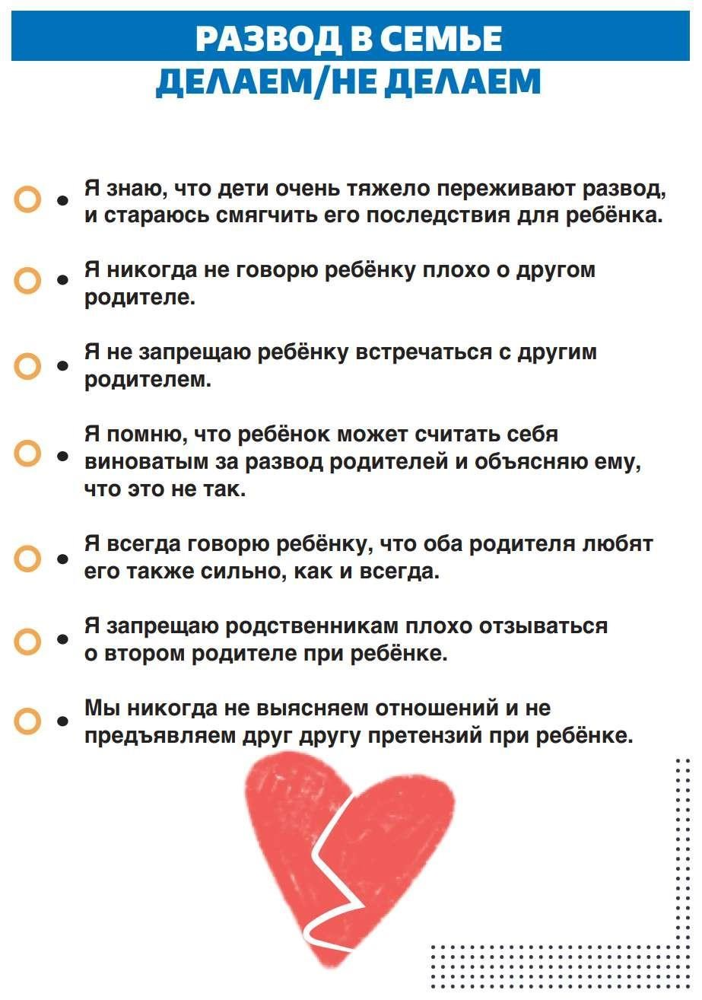 РАЗВОД В СЕМЬЕ
ДЕЛАЕМ/НЕ ДЕЛАЕМ
• Я знаю, что дети очень тяжело переживают развод,
и стараюсь смягчить его последствия для ребёнка.
• Я никогда не говорю ребёнку плохо о другом
родителе.
• Я не запрещаю ребёнку встречаться с другим
родителем.
• Я помню, что ребёнок может считать себя
виноватым за развод родителей и объясняю ему,
что это не так.
• Я всегда говорю ребёнку, что оба родителя любят
его также сильно, как и всегда.
• Я запрещаю родственникам плохо отзываться
о втором родителе при ребёнке.
• Мы никогда не выясняем отношений и не
предъявляем друг другу претензий при ребёнке.